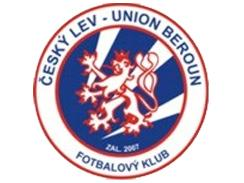 ČESKÝ LEV - UNION BEROUN
ZAL. 2007
FOTBALOVÝ KLUB